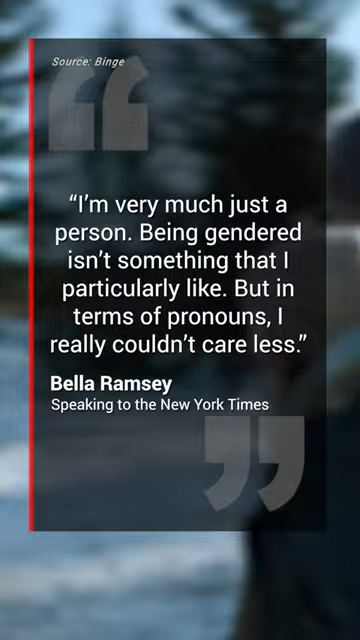 Source: Binge
“I’m very much just a
person. Being gendered
isn’t something that I
particularly like. But in
terms of pronouns, I
really couldn’t care less.”
Bella Ramsey
Speaking to the New York Times